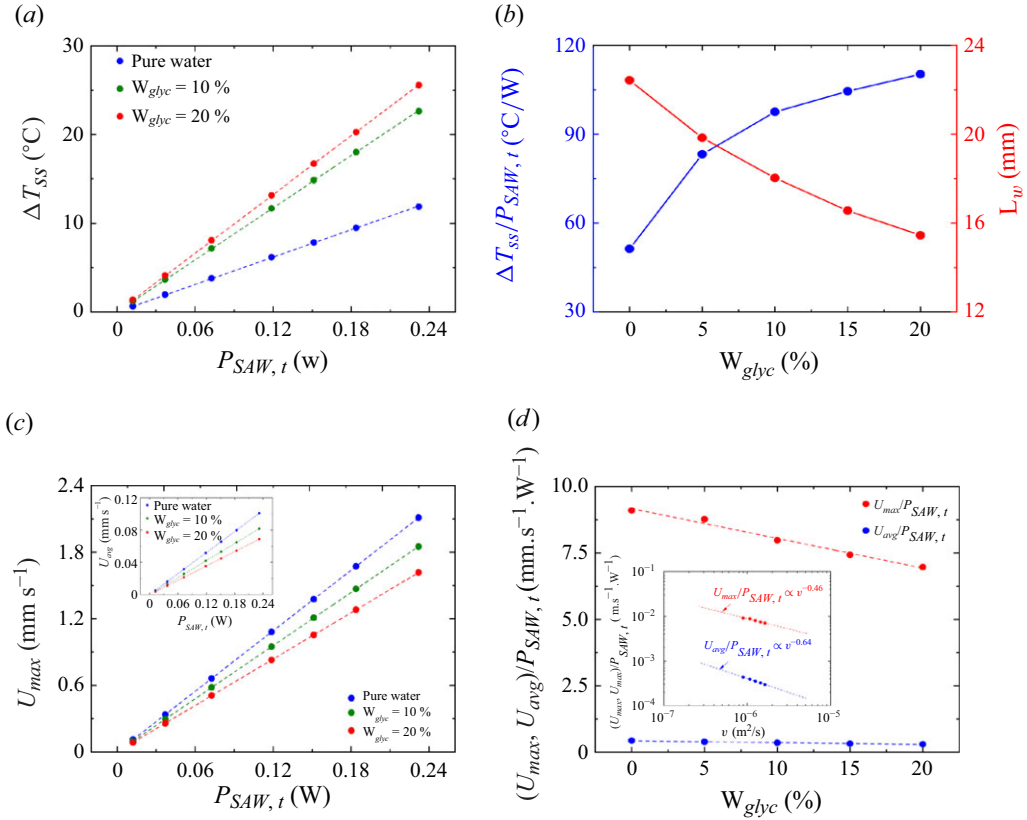 (a)
30
20
10
0
ΔT_SS (°C)
Pure water
W_glyc = 10 %
W_glyc = 20 %
0 0.06 0.12 0.18 0.24
P_SAW, t (w)
(b)
120
90
60
30
ΔT_ss/P_SAW, t (°C/W)
24
20
16
12
L_w (mm)
0 5 10 15 20
W_glyc (%)
(c)
2.4
1.8
1.2
0.6
0
U_max (mm s⁻¹)
0.12
0.08
0.04
0
U_avg (mm s⁻¹)
Pure water
W_glyc = 10 %
W_glyc = 20 %
0 0.06 0.12 0.18 0.24
P_SAW, t (W)
Pure water
W_glyc = 10 %
W_glyc = 20 %
0 0.06 0.12 0.18 0.24
P_SAW, t (W)
(d)
10.0
7.5
5.0
2.5
0
(U_max, U_avg)/P_SAW, t (mm.s⁻¹.W⁻¹)
U_max/P_SAW, t
U_avg/P_SAW, t
10⁻¹
10⁻²
10⁻³
10⁻⁴
(U_max, U_max)/P_SAW, t (m.s⁻¹.W⁻¹)
U_max/P_SAW, t ∝ v⁻⁰·⁴⁶
U_avg/P_SAW, t ∝ v⁻⁰·⁶⁴
10⁻⁷ 10⁻⁶ 10⁻⁵
v (m²/s)
0 5 10 15 20
W_glyc (%)